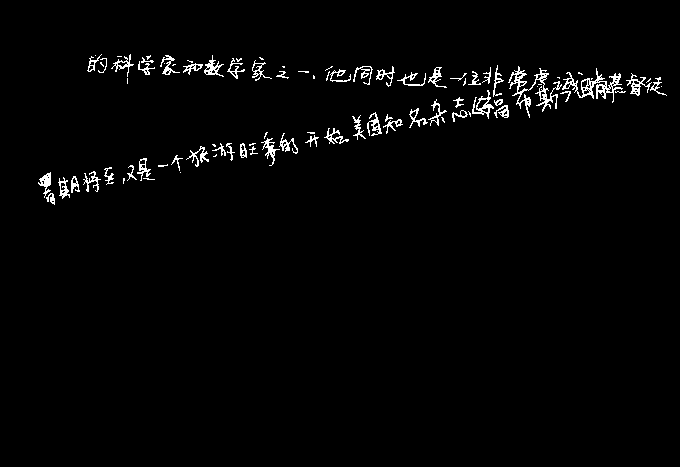 的科学家和数学家之一、他同时也是一位非常虔诚的基督徒
暑期将至,又是一个旅游旺季的开始.美国知名杂志《福布斯》